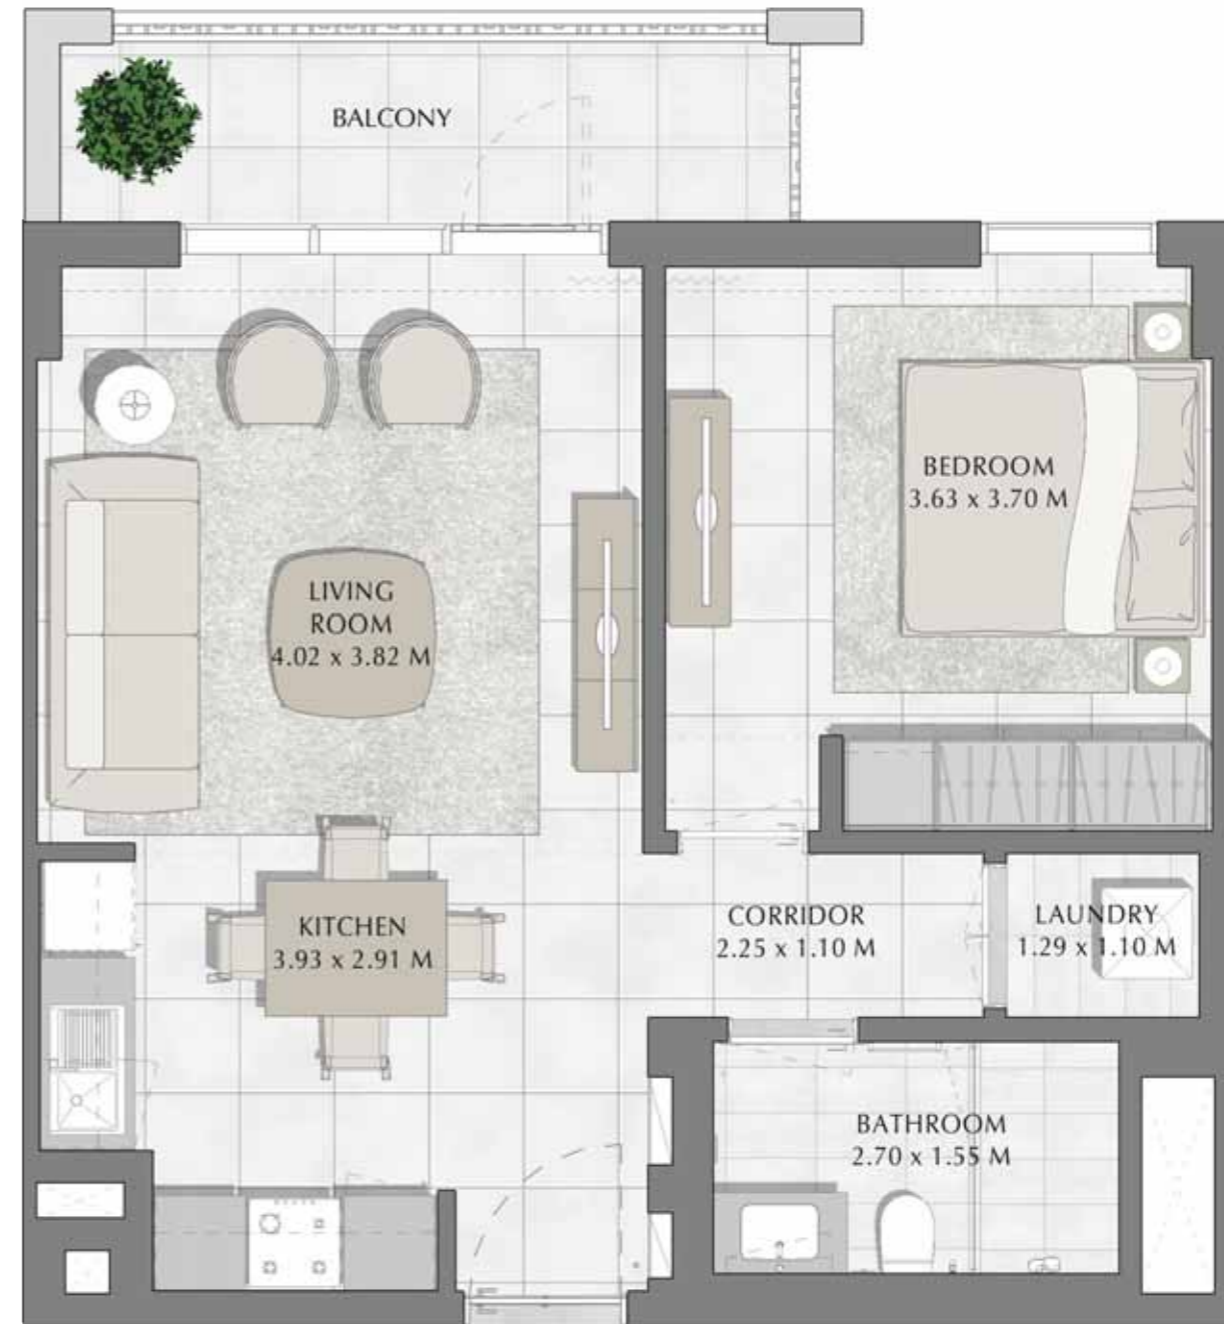 BALCONY
BEDROOM
3.63 x 3.70 M
LIVING
ROOM
4.02 x 3.82 M
KITCHEN
3.93 x 2.91 M
CORRIDOR
2.25 x 1.10 M
LAUNDRY
1.29 x 1.10 M
BATHROOM
2.70 x 1.55 M